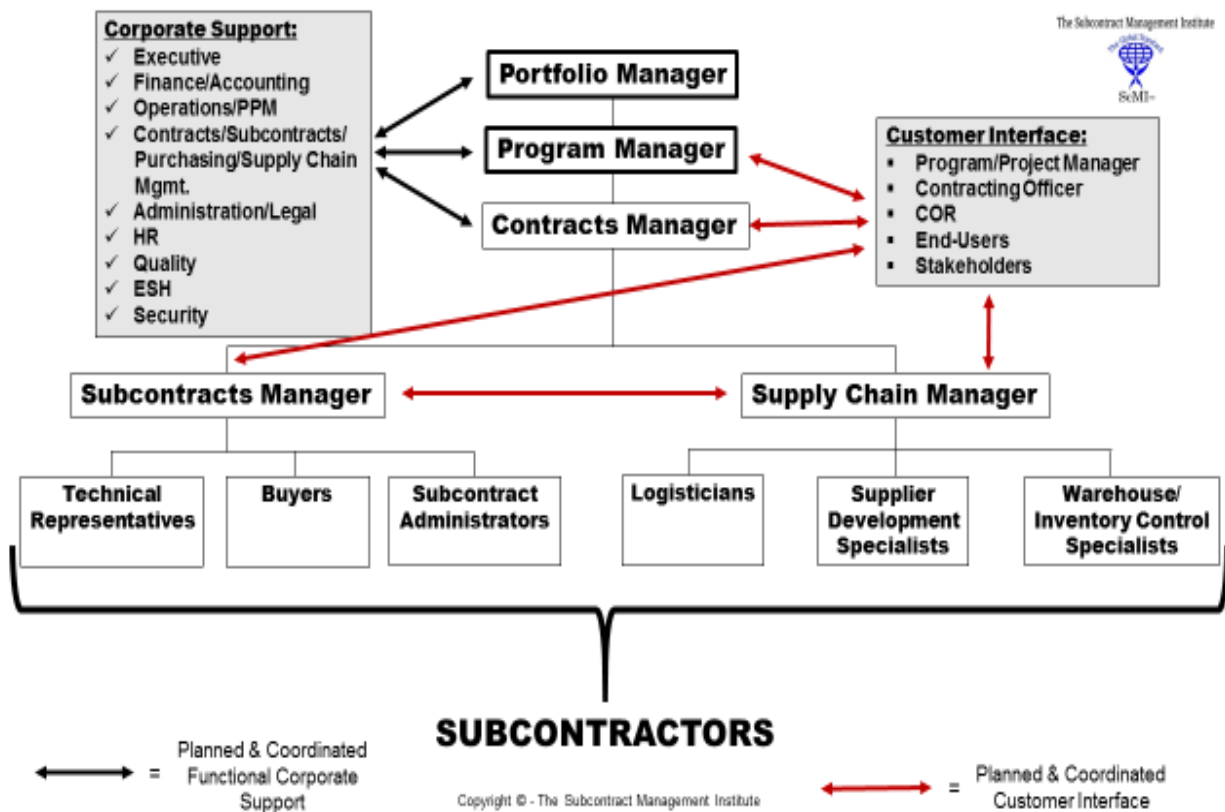 The Subcontract Management Institute
The Global Standard
ScMI~
Corporate Support:
✓ Executive
✓ Finance/Accounting
✓ Operations/PPM
✓ Contracts/Subcontracts/
Purchasing/Supply Chain
Mgmt.
✓ Administration/Legal
✓ HR
✓ Quality
✓ ESH
✓ Security
Portfolio Manager
Program Manager
Contracts Manager
Customer Interface:
▪ Program/Project Manager
▪ Contracting Officer
▪ COR
▪ End-Users
▪ Stakeholders
Subcontracts Manager
Supply Chain Manager
Technical
Representatives
Buyers
Subcontract
Administrators
Logisticians
Supplier
Development
Specialists
Warehouse/
Inventory Control
Specialists
SUBCONTRACTORS
= Planned & Coordinated
Functional Corporate
Support
Copyright © - The Subcontract Management Institute
= Planned & Coordinated
Customer Interface